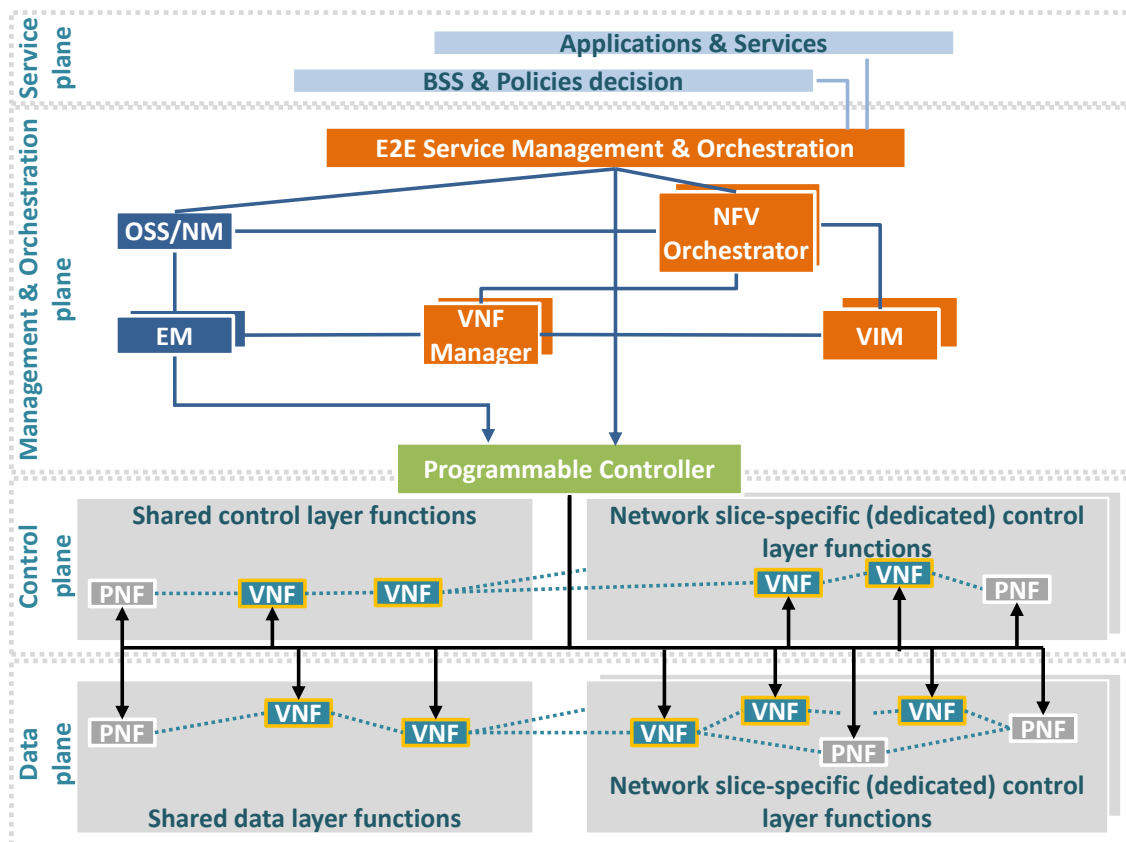 Service
plane
Applications & Services
BSS & Policies decision
Management & Orchestration
plane
E2E Service Management & Orchestration
OSS/NM
NFV
Orchestrator
EM
VNF
Manager
VIM
Programmable Controller
Control
plane
Shared control layer functions
Network slice-specific (dedicated) control
layer functions
PNF
VNF
VNF
VNF
VNF
PNF
Data
plane
PNF
VNF
VNF
VNF
VNF
PNF
VNF
PNF
Shared data layer functions
Network slice-specific (dedicated) control
layer functions